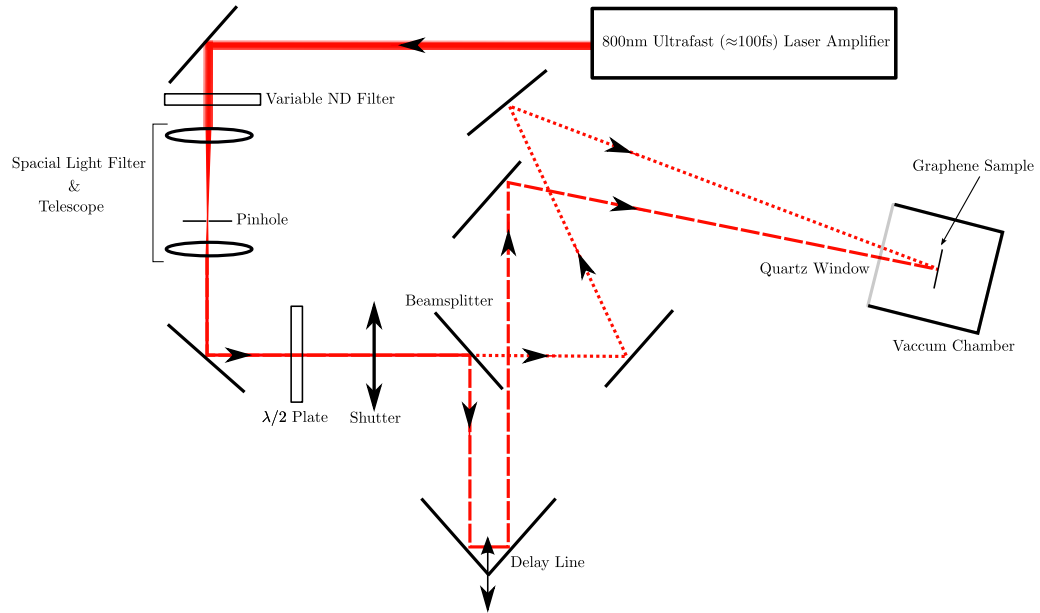 800nm Ultrafast (≈100fs) Laser Amplifier
Variable ND Filter
Spacial Light Filter
&
Telescope
Pinhole
Graphene Sample
Quartz Window
Beamsplitter
Vaccum Chamber
λ/2 Plate
Shutter
Delay Line